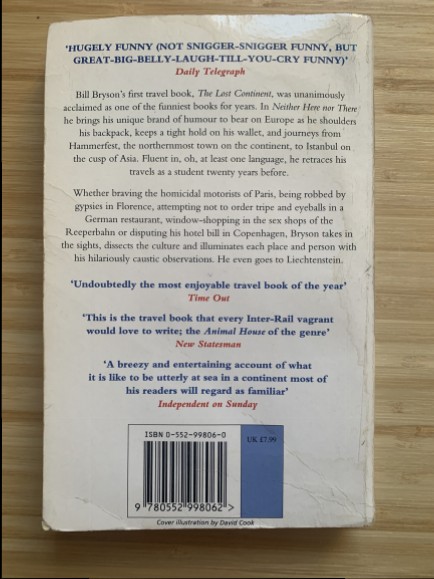 'HUGELY FUNNY (NOT SNIGGER-SNIGGER FUNNY, BUT
GREAT-BIG-BELLY-LAUGH-TILL-YOU-CRY FUNNY)'
Daily Telegraph
Bill Bryson's first travel book, The Lost Continent, was unanimously
acclaimed as one of the funniest books for years. In Neither Here nor There
he brings his unique brand of humour to bear on Europe as he shoulders
his backpack, keeps a tight hold on his wallet, and journeys from
Hammerfest, the northernmost town on the continent, to Istanbul on
the cusp of Asia. Fluent in, oh, at least one language, he retraces his
travels as a student twenty years before.
Whether braving the homicidal motorists of Paris, being robbed by
gypsies in Florence, attempting not to order tripe and eyeballs in a
German restaurant, window-shopping in the sex shops of the
Reeperbahn or disputing his hotel bill in Copenhagen, Bryson takes in
the sights, dissects the culture and illuminates each place and person with
his hilariously caustic observations. He even goes to Liechtenstein.
'Undoubtedly the most enjoyable travel book of the year'
Time Out
'This is the travel book that every Inter-Rail vagrant
would love to write; the Animal House of the genre'
New Statesman
'A breezy and entertaining account of what
it is like to be utterly at sea in a continent most of
his readers will regard as familiar'
Independent on Sunday
ISBN 0-552-99806-0
UK £7.99
9 780552 998062 >
Cover illustration by David Cook